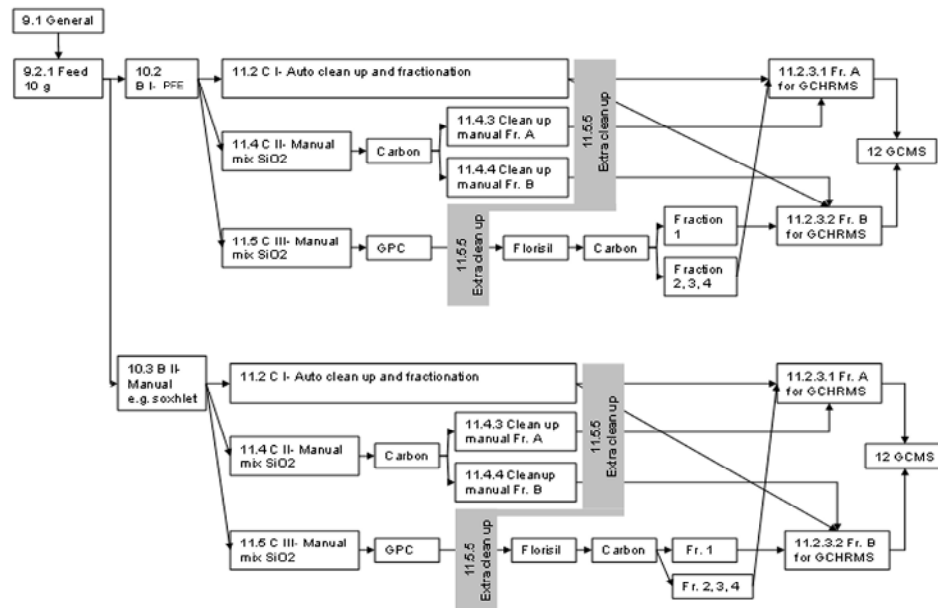 9.1 General
9.2.1 Feed
10 g
10.2
B I- PFE
11.2 C I- Auto clean up and fractionation
11.4 C II- Manual
mix SiO2
Carbon
11.4.3 Clean up
manual Fr. A
11.4.4 Clean up
manual Fr. B
11.5.5
Extra clean up
11.5 C III- Manual
mix SiO2
GPC
11.5.5
Extra clean up
Florisil
Carbon
Fraction
1
Fraction
2, 3, 4
11.2.3.1 Fr. A
for GCHRMS
11.2.3.2 Fr. B
for GCHRMS
12 GCMS
10.3 B II-
Manual
e.g. soxhlet
11.2 C I- Auto clean up and fractionation
11.4 C II- Manual
mix SiO2
Carbon
11.4.3 Clean up
manual Fr. A
11.4.4 Cleanup
manual Fr. B
11.5.5
Extra clean up
11.5 C III- Manual
mix SiO2
GPC
11.5.5
Extra clean up
Florisil
Carbon
Fr. 1
Fr. 2, 3, 4
11.2.3.1 Fr. A
for GCHRMS
11.2.3.2 Fr. B
for GCHRMS
12 GCMS